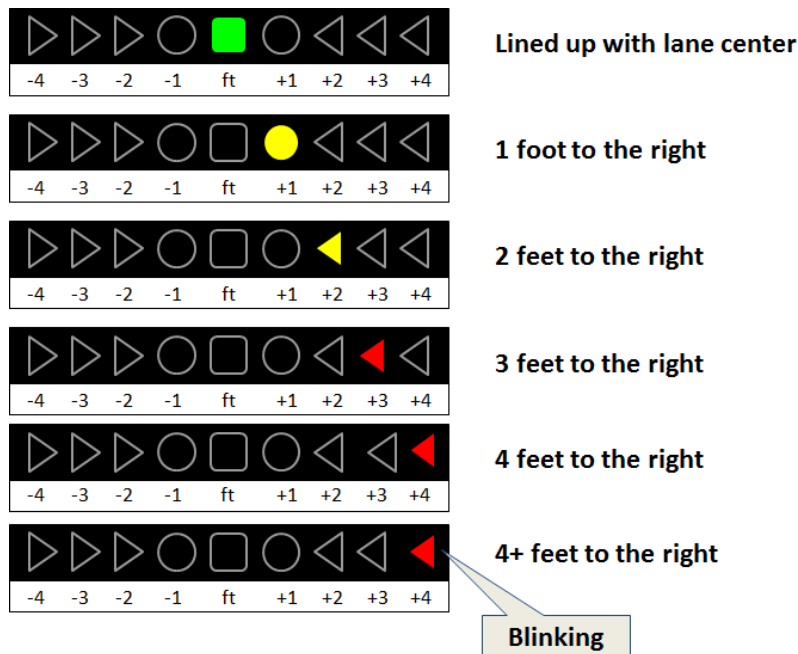 Lined up with lane center
-4 -3 -2 -1 ft +1 +2 +3 +4
1 foot to the right
-4 -3 -2 -1 ft +1 +2 +3 +4
2 feet to the right
-4 -3 -2 -1 ft +1 +2 +3 +4
3 feet to the right
-4 -3 -2 -1 ft +1 +2 +3 +4
4 feet to the right
-4 -3 -2 -1 ft +1 +2 +3 +4
4+ feet to the right
-4 -3 -2 -1 ft +1 +2 +3 +4
Blinking